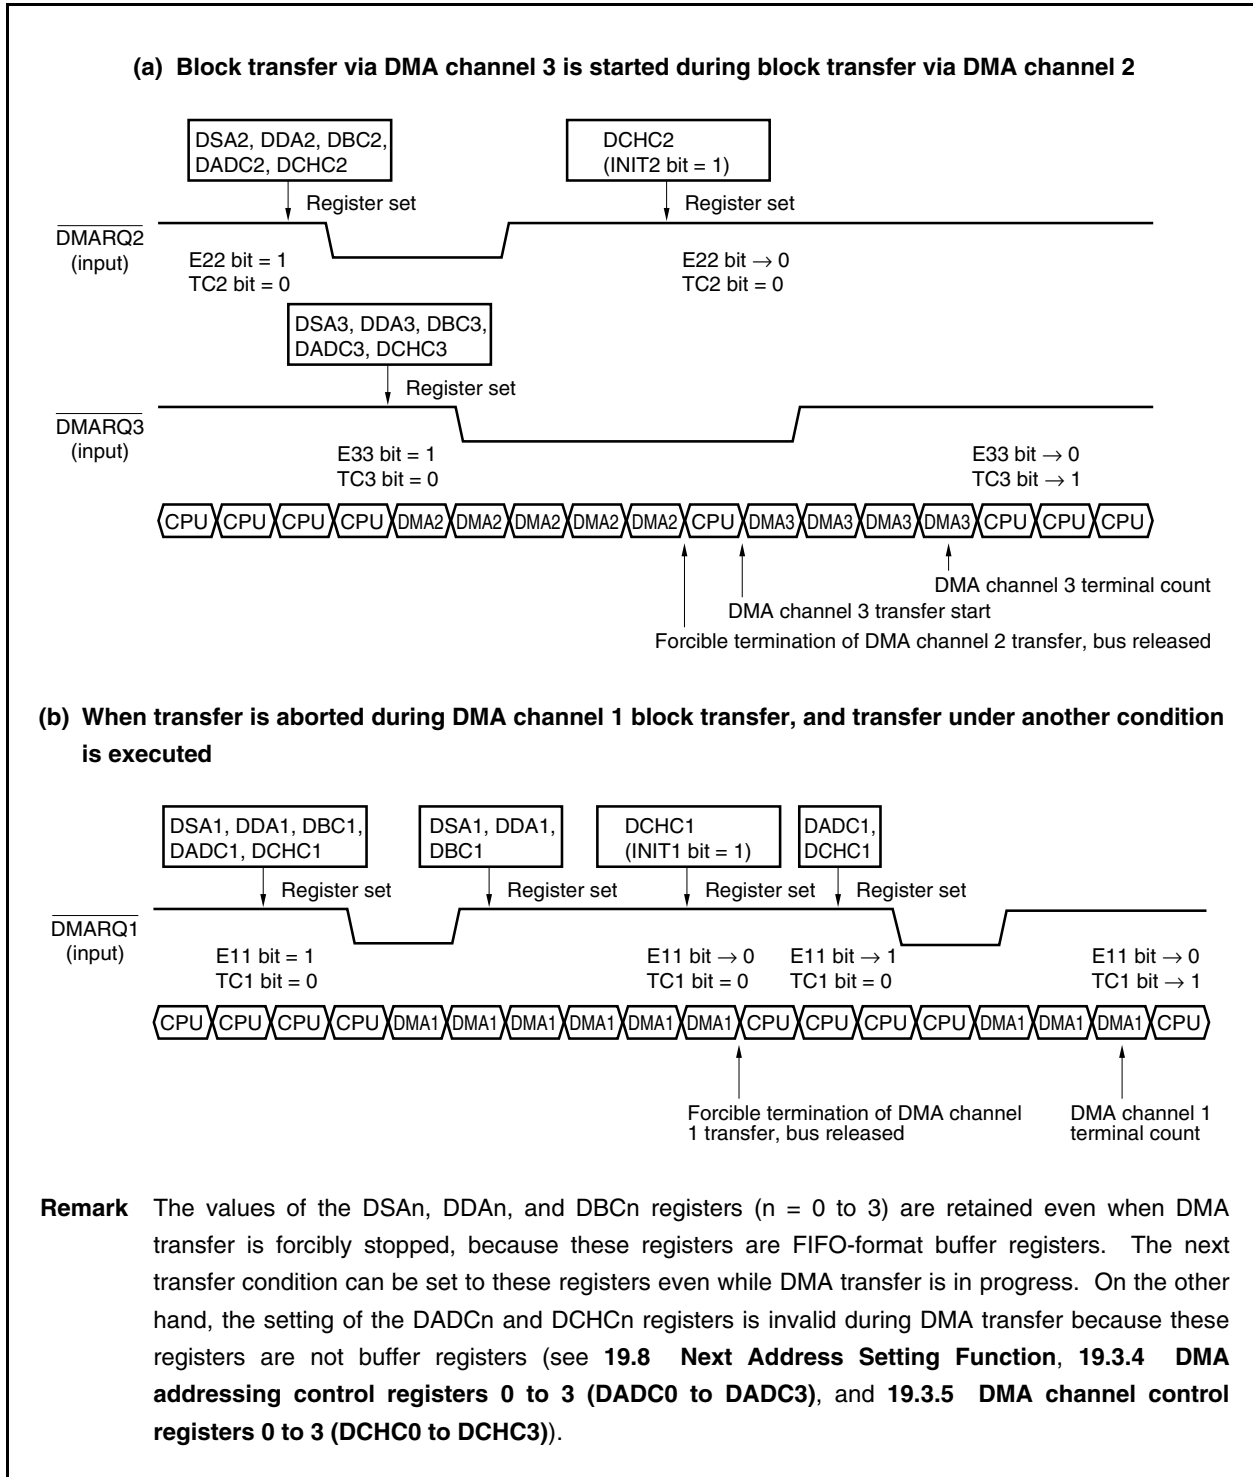 (a) Block transfer via DMA channel 3 is started during block transfer via DMA channel 2
DSA2, DDA2, DBC2,
DADC2, DCHC2
DCHC2
(INIT2 bit = 1)
Register set
Register set
DMARQ2
(input)
E22 bit = 1
TC2 bit = 0
E22 bit → 0
TC2 bit = 0
DSA3, DDA3, DBC3,
DADC3, DCHC3
Register set
DMARQ3
(input)
E33 bit = 1
TC3 bit = 0
E33 bit → 0
TC3 bit → 1
CPU CPU CPU CPU DMA2 DMA2 DMA2 DMA2 DMA2 CPU DMA3 DMA3 DMA3 DMA3 CPU CPU CPU
DMA channel 3 terminal count
DMA channel 3 transfer start
Forcible termination of DMA channel 2 transfer, bus released
(b) When transfer is aborted during DMA channel 1 block transfer, and transfer under another condition
is executed
DSA1, DDA1, DBC1,
DADC1, DCHC1
DSA1, DDA1,
DBC1
DCHC1
(INIT1 bit = 1)
DADC1,
DCHC1
Register set
Register set
Register set
Register set
DMARQ1
(input)
E11 bit = 1
TC1 bit = 0
E11 bit → 0
TC1 bit = 0
E11 bit → 1
TC1 bit = 0
E11 bit → 0
TC1 bit → 1
CPU CPU CPU CPU DMA1 DMA1 DMA1 DMA1 DMA1 DMA1 CPU CPU CPU CPU DMA1 DMA1 DMA1 CPU
Forcible termination of DMA channel
1 transfer, bus released
DMA channel 1
terminal count
Remark The values of the DSAn, DDAn, and DBCn registers (n = 0 to 3) are retained even when DMA
transfer is forcibly stopped, because these registers are FIFO-format buffer registers. The next
transfer condition can be set to these registers even while DMA transfer is in progress. On the other
hand, the setting of the DADCn and DCHCn registers is invalid during DMA transfer because these
registers are not buffer registers (see 19.8 Next Address Setting Function, 19.3.4 DMA
addressing control registers 0 to 3 (DADC0 to DADC3), and 19.3.5 DMA channel control
registers 0 to 3 (DCHC0 to DCHC3)).